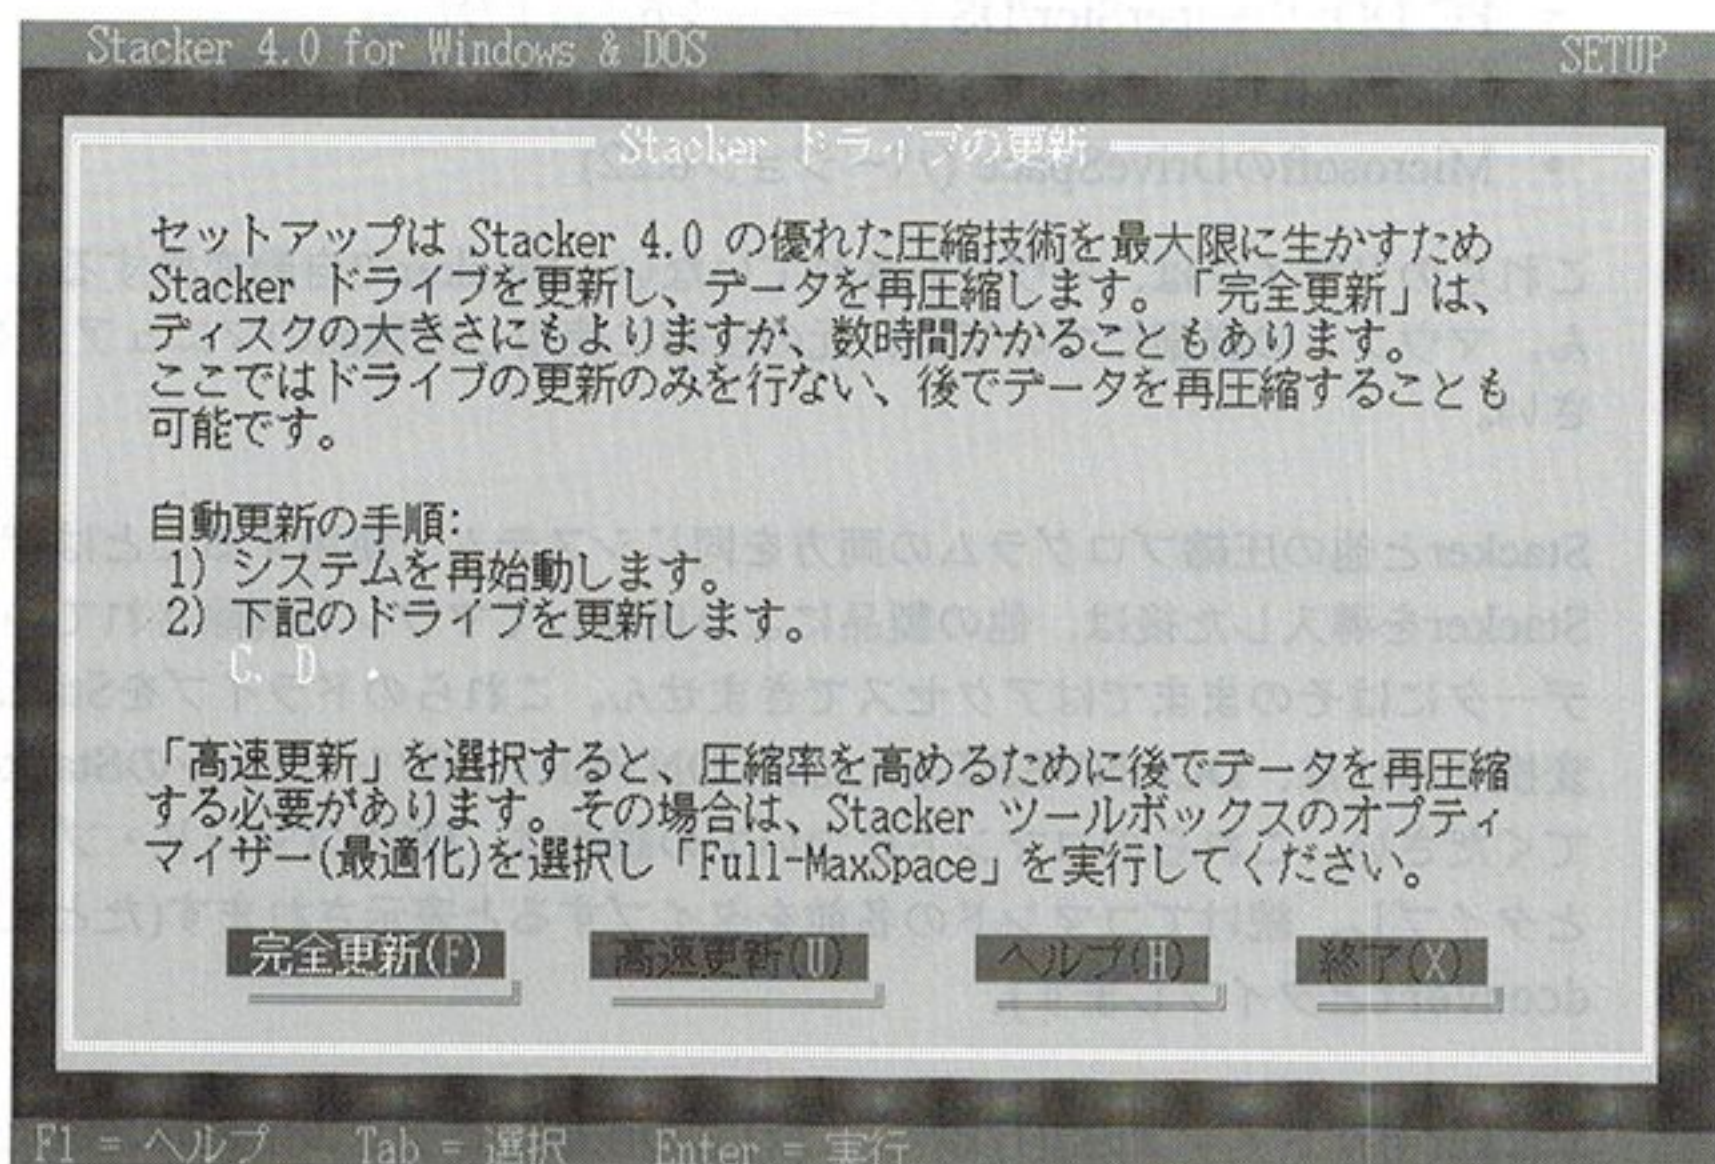 Stacker 4.0 for Windows & DOS SETUP
Stacker ドライブの更新
セットアップは Stacker 4.0 の優れた圧縮技術を最大限に生かすため
Stacker ドライブを更新し、データを再圧縮します。「完全更新」は、
ディスクの大きさにもよりますが、数時間かかることもあります。
ここではドライブの更新のみを行ない、後でデータを再圧縮することも
可能です。
自動更新の手順:
1) システムを再始動します。
2) 下記のドライブを更新します。
C, D .
「高速更新」を選択すると、圧縮率を高めるために後でデータを再圧縮
する必要があります。その場合は、Stacker ツールボックスのオプティ
マイザー(最適化)を選択し「Full-MaxSpace」を実行してください。
完全更新(F) 高速更新(U) ヘルプ(H) 終了(X)
F1 = ヘルプ Tab = 選択 Enter = 実行